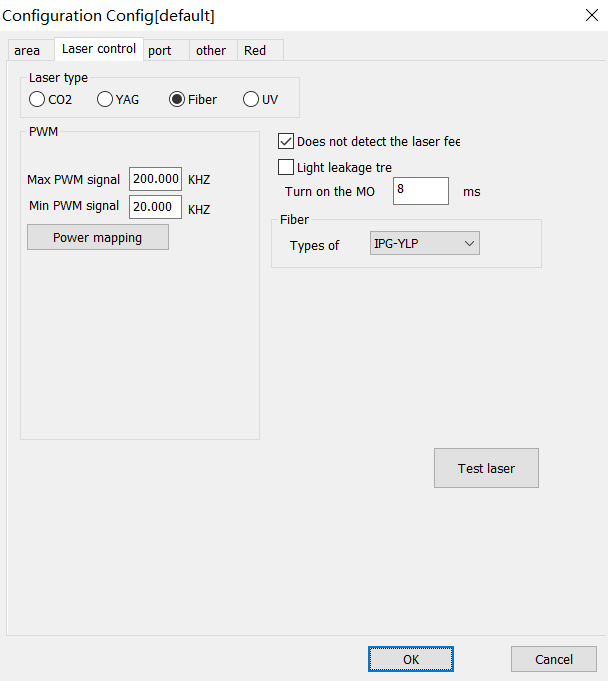 Configuration Config[default]
area Laser control port other Red
Laser type
CO2 YAG Fiber UV
PWM
Max PWM signal 200.000 KHZ
Min PWM signal 20.000 KHZ
Power mapping
Does not detect the laser fee
Light leakage tre
Turn on the MO 8 ms
Fiber
Types of IPG-YLP
Test laser
OK Cancel